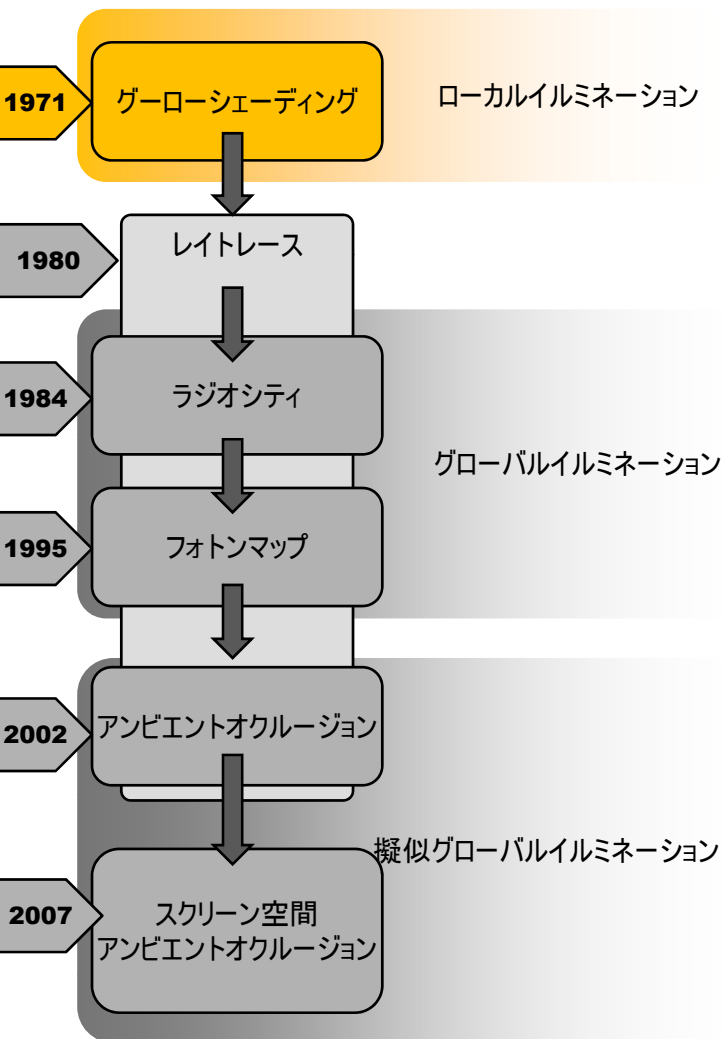 1971
グーローシェーディング
ローカルイルミネーション
1980
レイトレース
1984
ラジオシティ
グローバルイルミネーション
1995
フォトンマップ
2002
アンビエントオクルージョン
擬似グローバルイルミネーション
2007
スクリーン空間
アンビエントオクルージョン